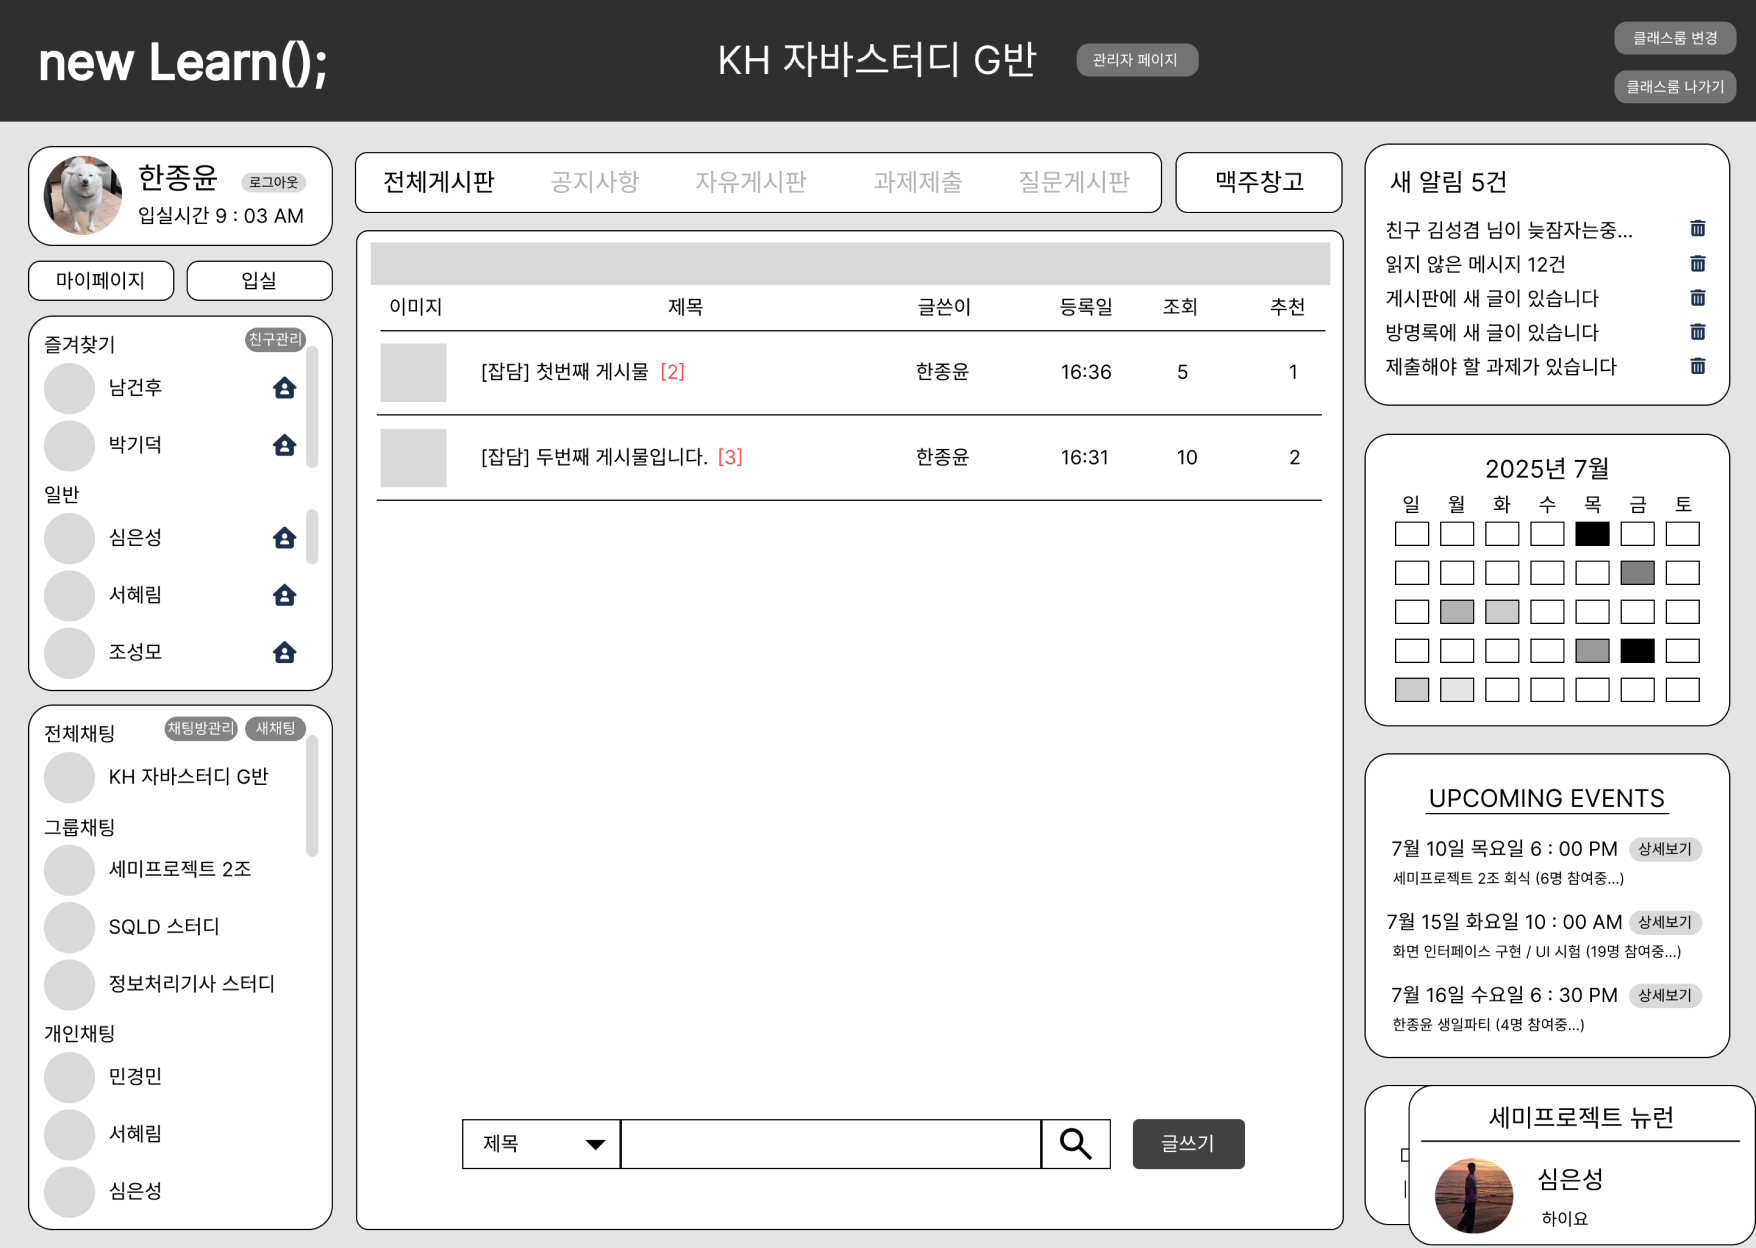 new Learn();
KH 자바스터디 G반
관리자 페이지
클래스룸 변경
클래스룸 나가기
한종윤
로그아웃
입실시간 9 : 03 AM
마이페이지
입실
즐겨찾기
친구관리
남건후
박기덕
일반
심은성
서혜림
조성모
전체채팅
채팅방관리
새채팅
KH 자바스터디 G반
그룹채팅
세미프로젝트 2조
SQLD 스터디
정보처리기사 스터디
개인채팅
민경민
서혜림
심은성
전체게시판 공지사항 자유게시판 과제제출 질문게시판
맥주창고
이미지 제목 글쓴이 등록일 조회 추천
[잡담] 첫번째 게시물 [2] 한종윤 16:36 5 1
[잡담] 두번째 게시물입니다. [3] 한종윤 16:31 10 2
제목
글쓰기
새 알림 5건
친구 김성겸 님이 늦잠자는중...
읽지 않은 메시지 12건
게시판에 새 글이 있습니다
방명록에 새 글이 있습니다
제출해야 할 과제가 있습니다
2025년 7월
일 월 화 수 목 금 토
UPCOMING EVENTS
7월 10일 목요일 6 : 00 PM 상세보기
세미프로젝트 2조 회식 (6명 참여중...)
7월 15일 화요일 10 : 00 AM 상세보기
화면 인터페이스 구현 / UI 시험 (19명 참여중...)
7월 16일 수요일 6 : 30 PM 상세보기
한종윤 생일파티 (4명 참여중...)
세미프로젝트 뉴런
심은성
하이요